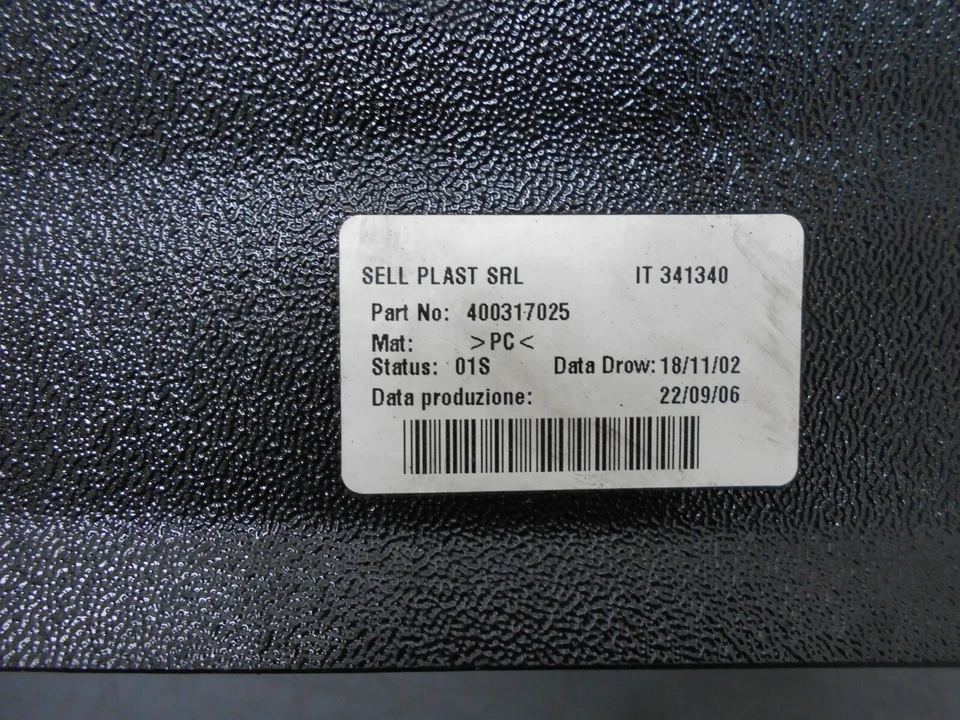 SELL PLAST SRL IT 341340
Part No: 400317025
Mat: >PC<
Status: 01S Data Drow: 18/11/02
Data produzione: 22/09/06